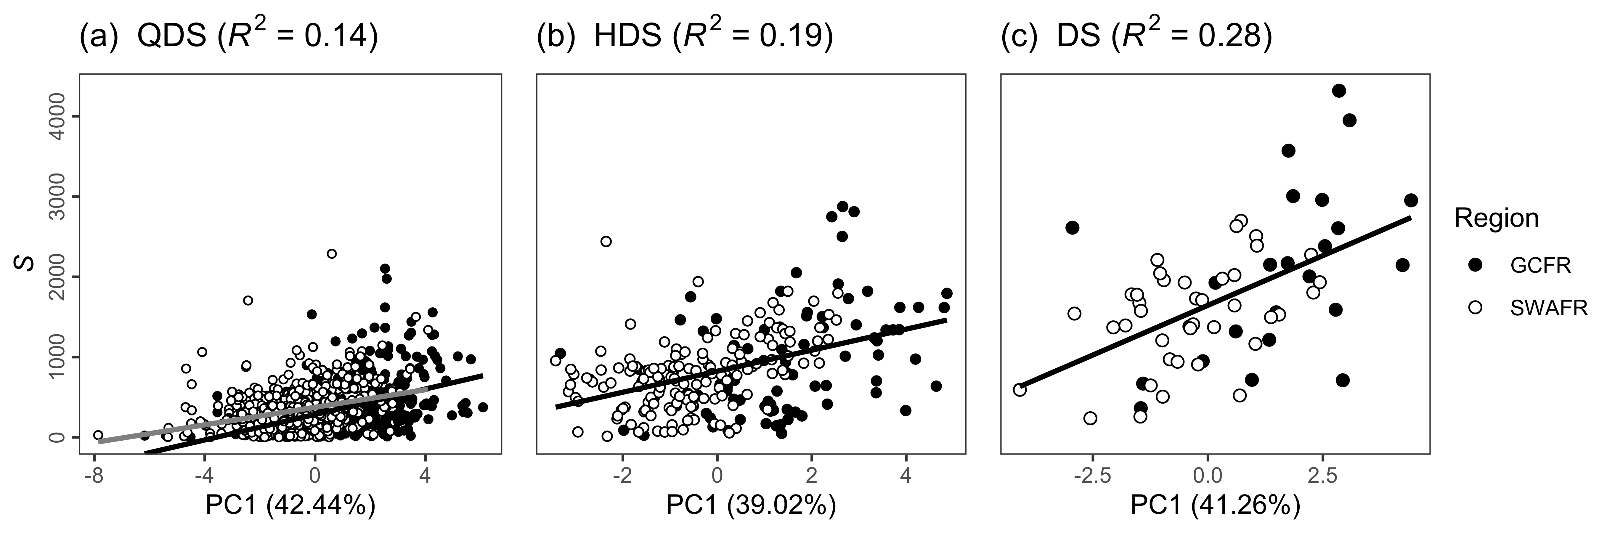 (a) QDS (R² = 0.14)
(b) HDS (R² = 0.19)
(c) DS (R² = 0.28)
S
4000
3000
2000
1000
0
-8 -4 0 4
-2 0 2 4
-2.5 0.0 2.5
PC1 (42.44%)
PC1 (39.02%)
PC1 (41.26%)
Region
GCFR
SWAFR